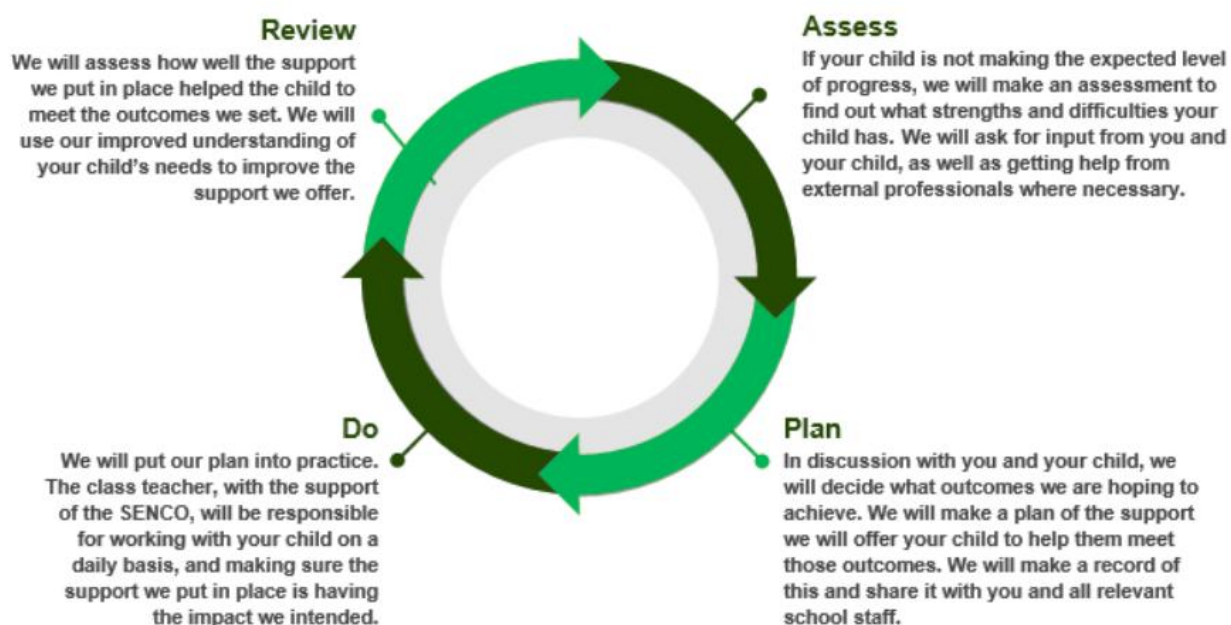 Review
We will assess how well the support
we put in place helped the child to
meet the outcomes we set. We will
use our improved understanding of
your child's needs to improve the
support we offer.
Assess
If your child is not making the expected level
of progress, we will make an assessment to
find out what strengths and difficulties your
child has. We will ask for input from you and
your child, as well as getting help from
external professionals where necessary.
Do
We will put our plan into practice.
The class teacher, with the support
of the SENCO, will be responsible
for working with your child on a
daily basis, and making sure the
support we put in place is having
the impact we intended.
Plan
In discussion with you and your child, we
will decide what outcomes we are hoping to
achieve. We will make a plan of the support
we will offer your child to help them meet
those outcomes. We will make a record of
this and share it with you and all relevant
school staff.